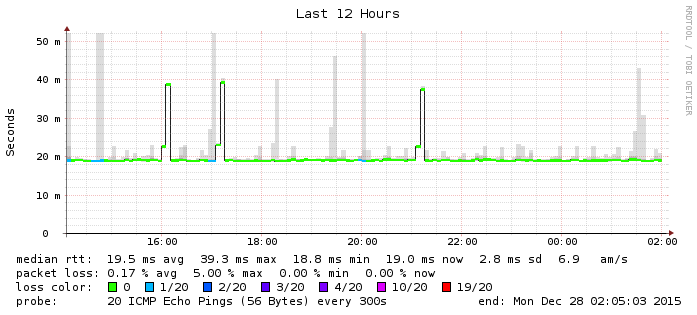 Last 12 Hours
RRDTOOL / TOBI OETIKER
Seconds
50 m
40 m
30 m
20 m
10 m
0
16:00 18:00 20:00 22:00 00:00 02:00
median rtt: 19.5 ms avg 39.3 ms max 18.8 ms min 19.0 ms now 2.8 ms sd 6.9 am/s
packet loss: 0.17 % avg 5.00 % max 0.00 % min 0.00 % now
loss color: 0 1/20 2/20 3/20 4/20 10/20 19/20
probe: 20 ICMP Echo Pings (56 Bytes) every 300s end: Mon Dec 28 02:05:03 2015